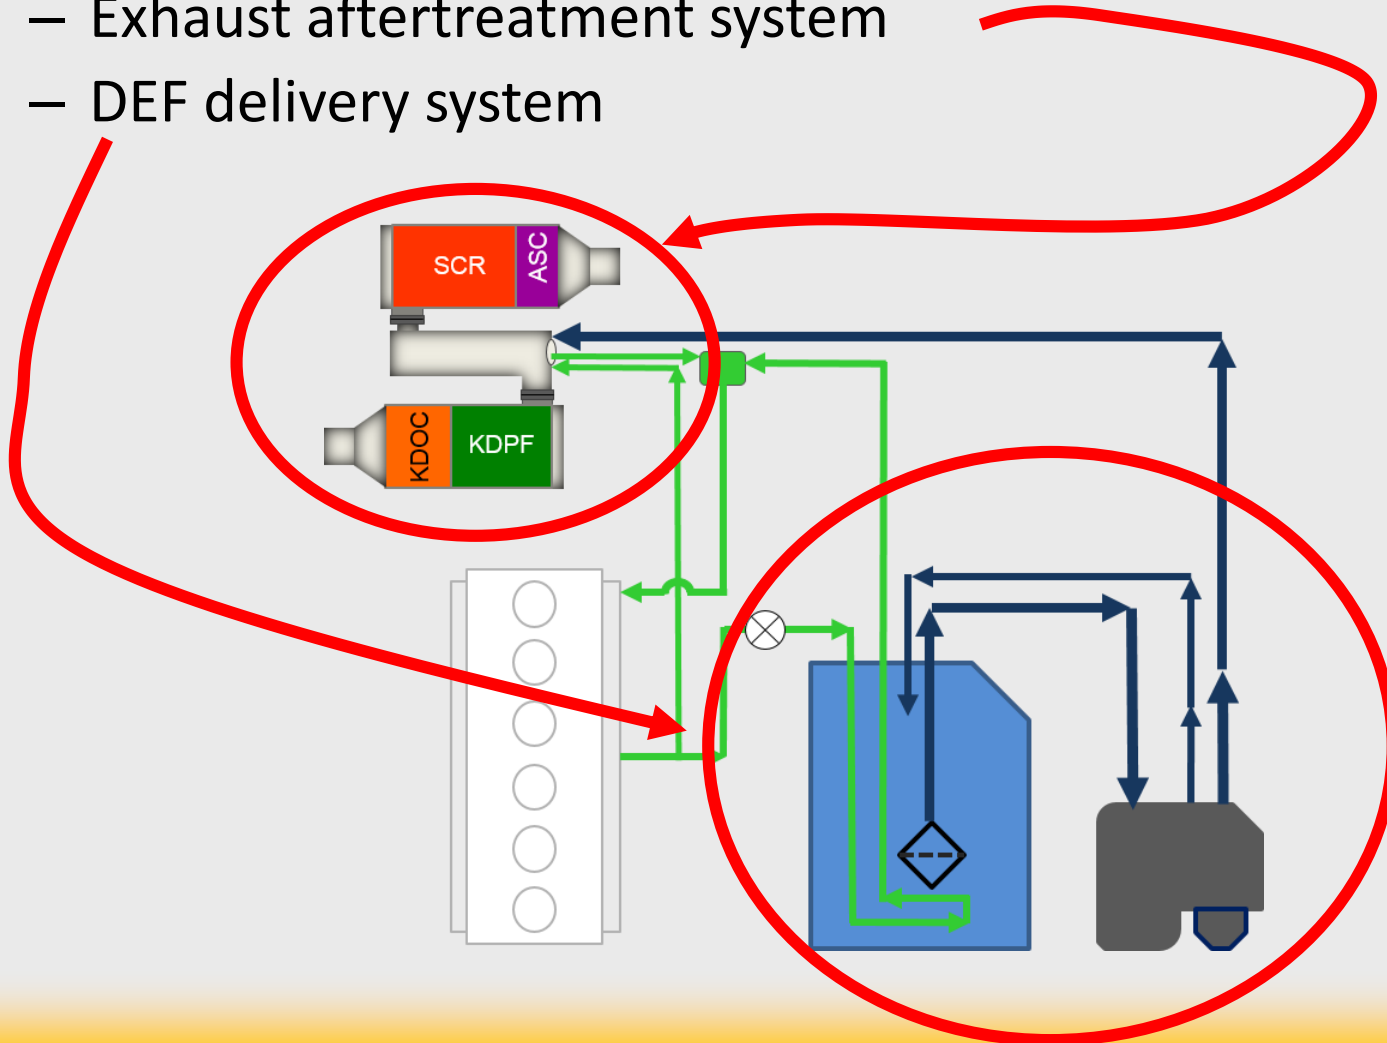 – Exhaust aftertreatment system
– DEF delivery system
SCR
ASC
KDOC
KDPF